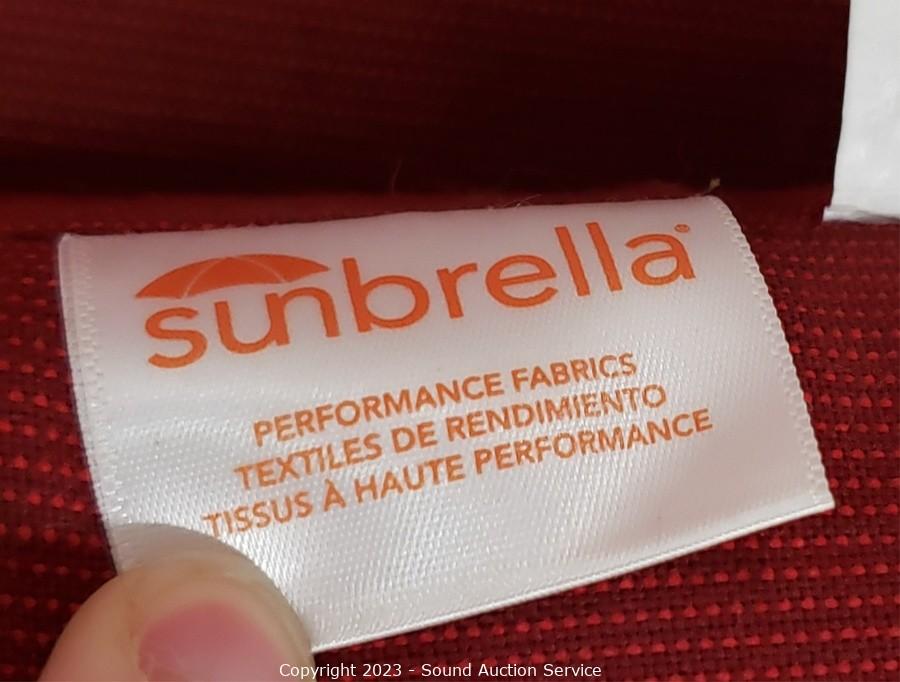 sunbrella®
PERFORMANCE FABRICS
TEXTILES DE RENDIMIENTO
TISSUS À HAUTE PERFORMANCE
Copyright 2023 - Sound Auction Service